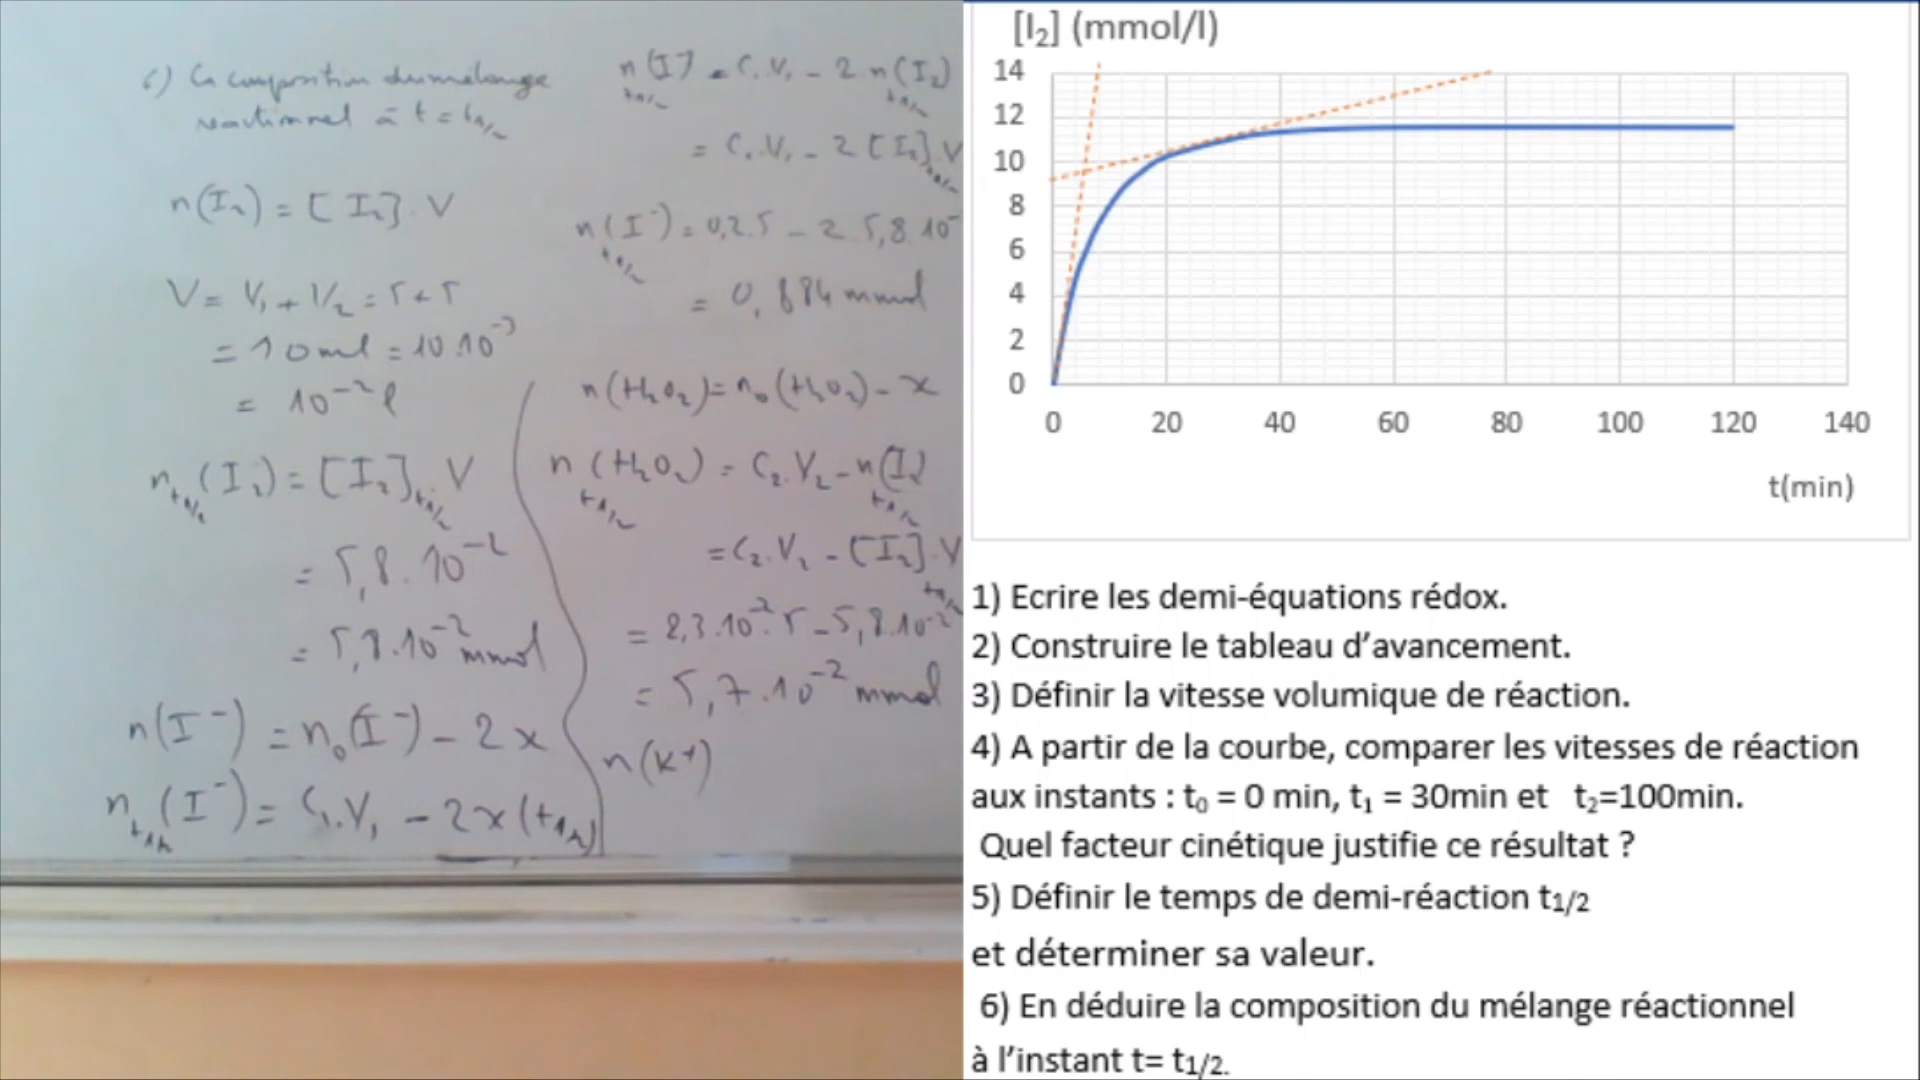 6) La composition du mélange
réactionnel à t = t1/2
n(I2) = [I2].V
V = V1 + V2 = 5 + 5
= 10 ml = 10.10⁻³
= 10⁻² l
n t1/2 (I2) = [I2] t1/2 . V
= 5,8.10⁻²
= 5,8.10⁻² mmol
n(I⁻) = n0(I⁻) - 2x
n t1/2 (I⁻) = C1.V1 - 2x(t1/2)
n(I⁻) t1/2 = C1.V1 - 2 n(I2) t1/2
= C1.V1 - 2 [I2] t1/2 .V
n(I⁻) t1/2 = 0,2.5 - 2.5,8.10⁻
= 0,884 mmol
n(H2O2) = n0(H2O2) - x
n(H2O2) t1/2 = C2.V2 - n(I2) t1/2
= C2.V2 - [I2] t1/2 .V
= 2,3.10⁻².5 - 5,8.10⁻²
= 5,7.10⁻² mmol
n(K⁺)
[I₂] (mmol/l)
14
12
10
8
6
4
2
0
0 20 40 60 80 100 120 140
t(min)
1) Ecrire les demi-équations rédox.
2) Construire le tableau d’avancement.
3) Définir la vitesse volumique de réaction.
4) A partir de la courbe, comparer les vitesses de réaction
aux instants : t₀ = 0 min, t₁ = 30min et t₂=100min.
Quel facteur cinétique justifie ce résultat ?
5) Définir le temps de demi-réaction t1/2
et déterminer sa valeur.
6) En déduire la composition du mélange réactionnel
à l’instant t= t1/2.